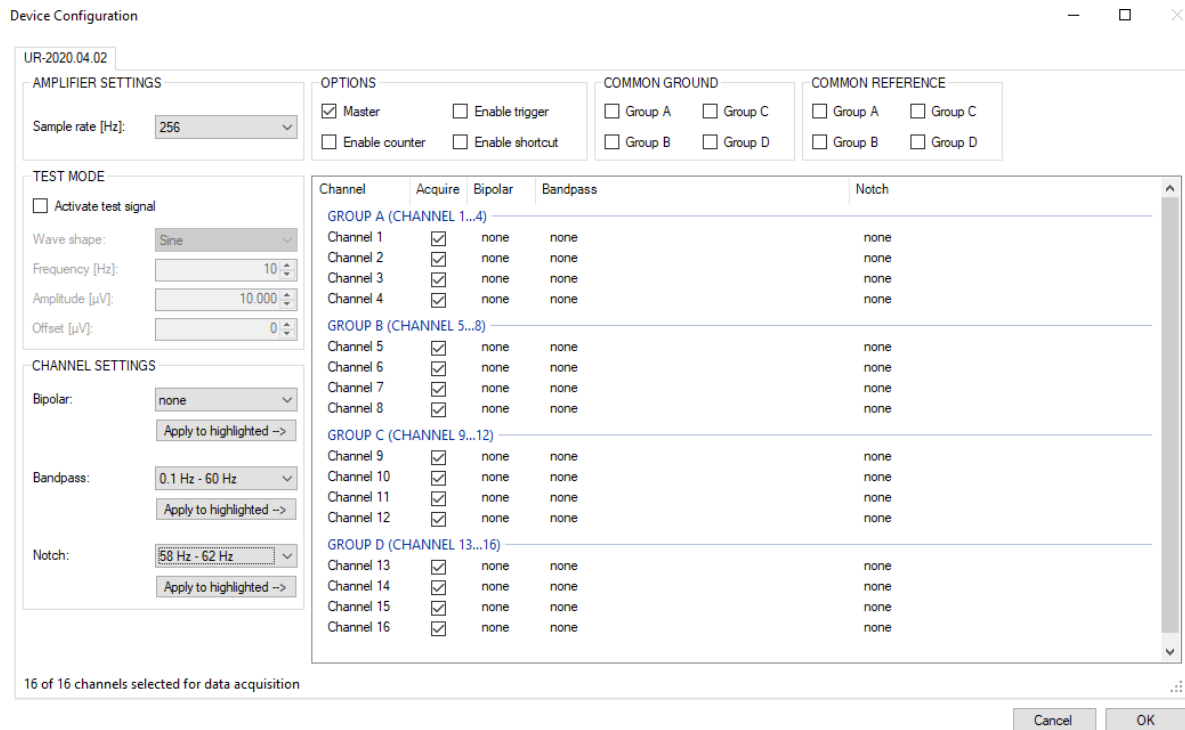 Device Configuration
UR-2020.04.02
AMPLIFIER SETTINGS
Sample rate [Hz]: 256
OPTIONS
Master Enable trigger
Enable counter Enable shortcut
COMMON GROUND
Group A Group C
Group B Group D
COMMON REFERENCE
Group A Group C
Group B Group D
TEST MODE
Activate test signal
Wave shape: Sine
Frequency [Hz]: 10
Amplitude [µV]: 10.000
Offset [µV]: 0
CHANNEL SETTINGS
Bipolar: none
Apply to highlighted -->
Bandpass: 0.1 Hz - 60 Hz
Apply to highlighted -->
Notch: 58 Hz - 62 Hz
Apply to highlighted -->
Channel Acquire Bipolar Bandpass Notch
GROUP A (CHANNEL 1...4)
Channel 1 none none none
Channel 2 none none none
Channel 3 none none none
Channel 4 none none none
GROUP B (CHANNEL 5...8)
Channel 5 none none none
Channel 6 none none none
Channel 7 none none none
Channel 8 none none none
GROUP C (CHANNEL 9...12)
Channel 9 none none none
Channel 10 none none none
Channel 11 none none none
Channel 12 none none none
GROUP D (CHANNEL 13...16)
Channel 13 none none none
Channel 14 none none none
Channel 15 none none none
Channel 16 none none none
16 of 16 channels selected for data acquisition
Cancel OK